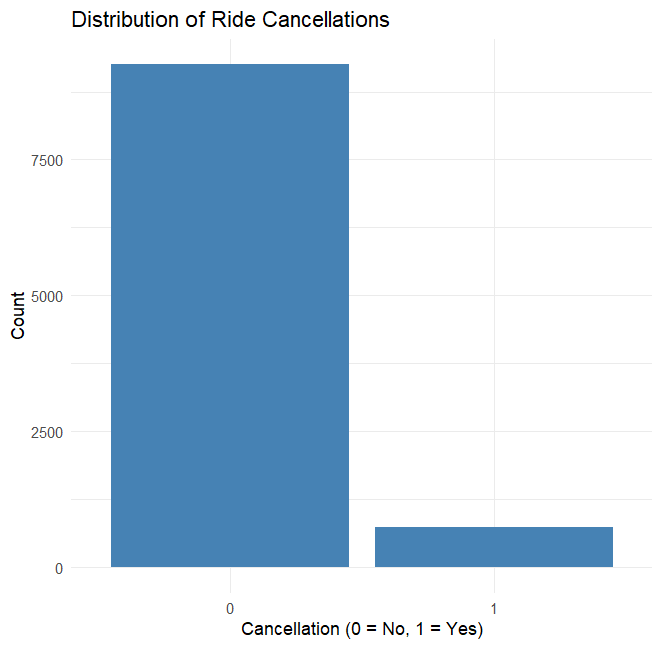 Distribution of Ride Cancellations
7500
5000
2500
0
Count
0 1
Cancellation (0 = No, 1 = Yes)